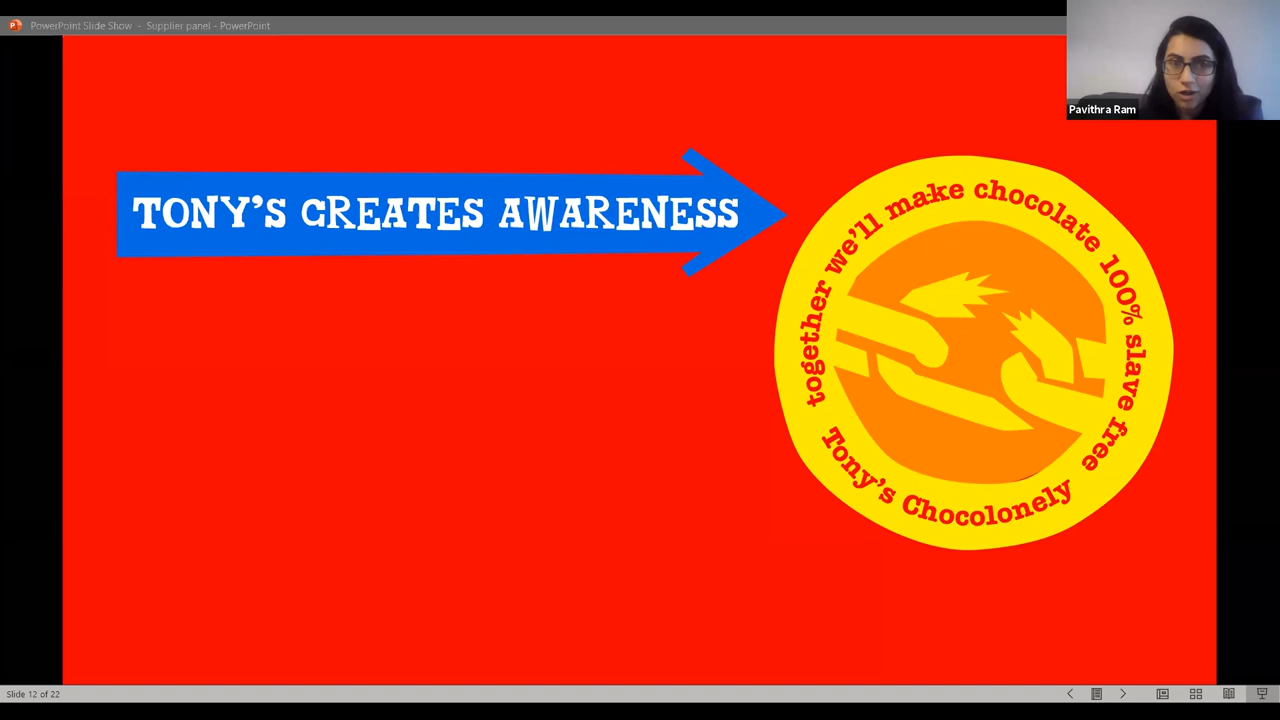 PowerPoint Slide Show - Supplier panel - PowerPoint
Pavithra Ram
TONY'S CREATES AWARENESS
together we'll make chocolate 100% slave free
Tony's Chocolonely
Slide 12 of 22